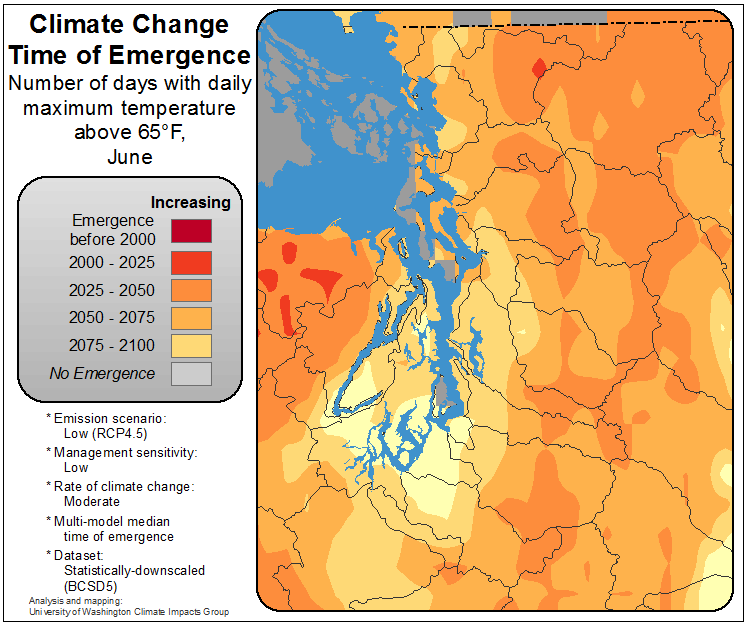 Climate Change
Time of Emergence
Number of days with daily
maximum temperature
above 65°F,
June
Increasing
Emergence
before 2000
2000 - 2025
2025 - 2050
2050 - 2075
2075 - 2100
No Emergence
* Emission scenario:
Low (RCP4.5)
* Management sensitivity:
Low
* Rate of climate change:
Moderate
* Multi-model median
time of emergence
* Dataset:
Statistically-downscaled
(BCSD5)
Analysis and mapping:
University of Washington Climate Impacts Group